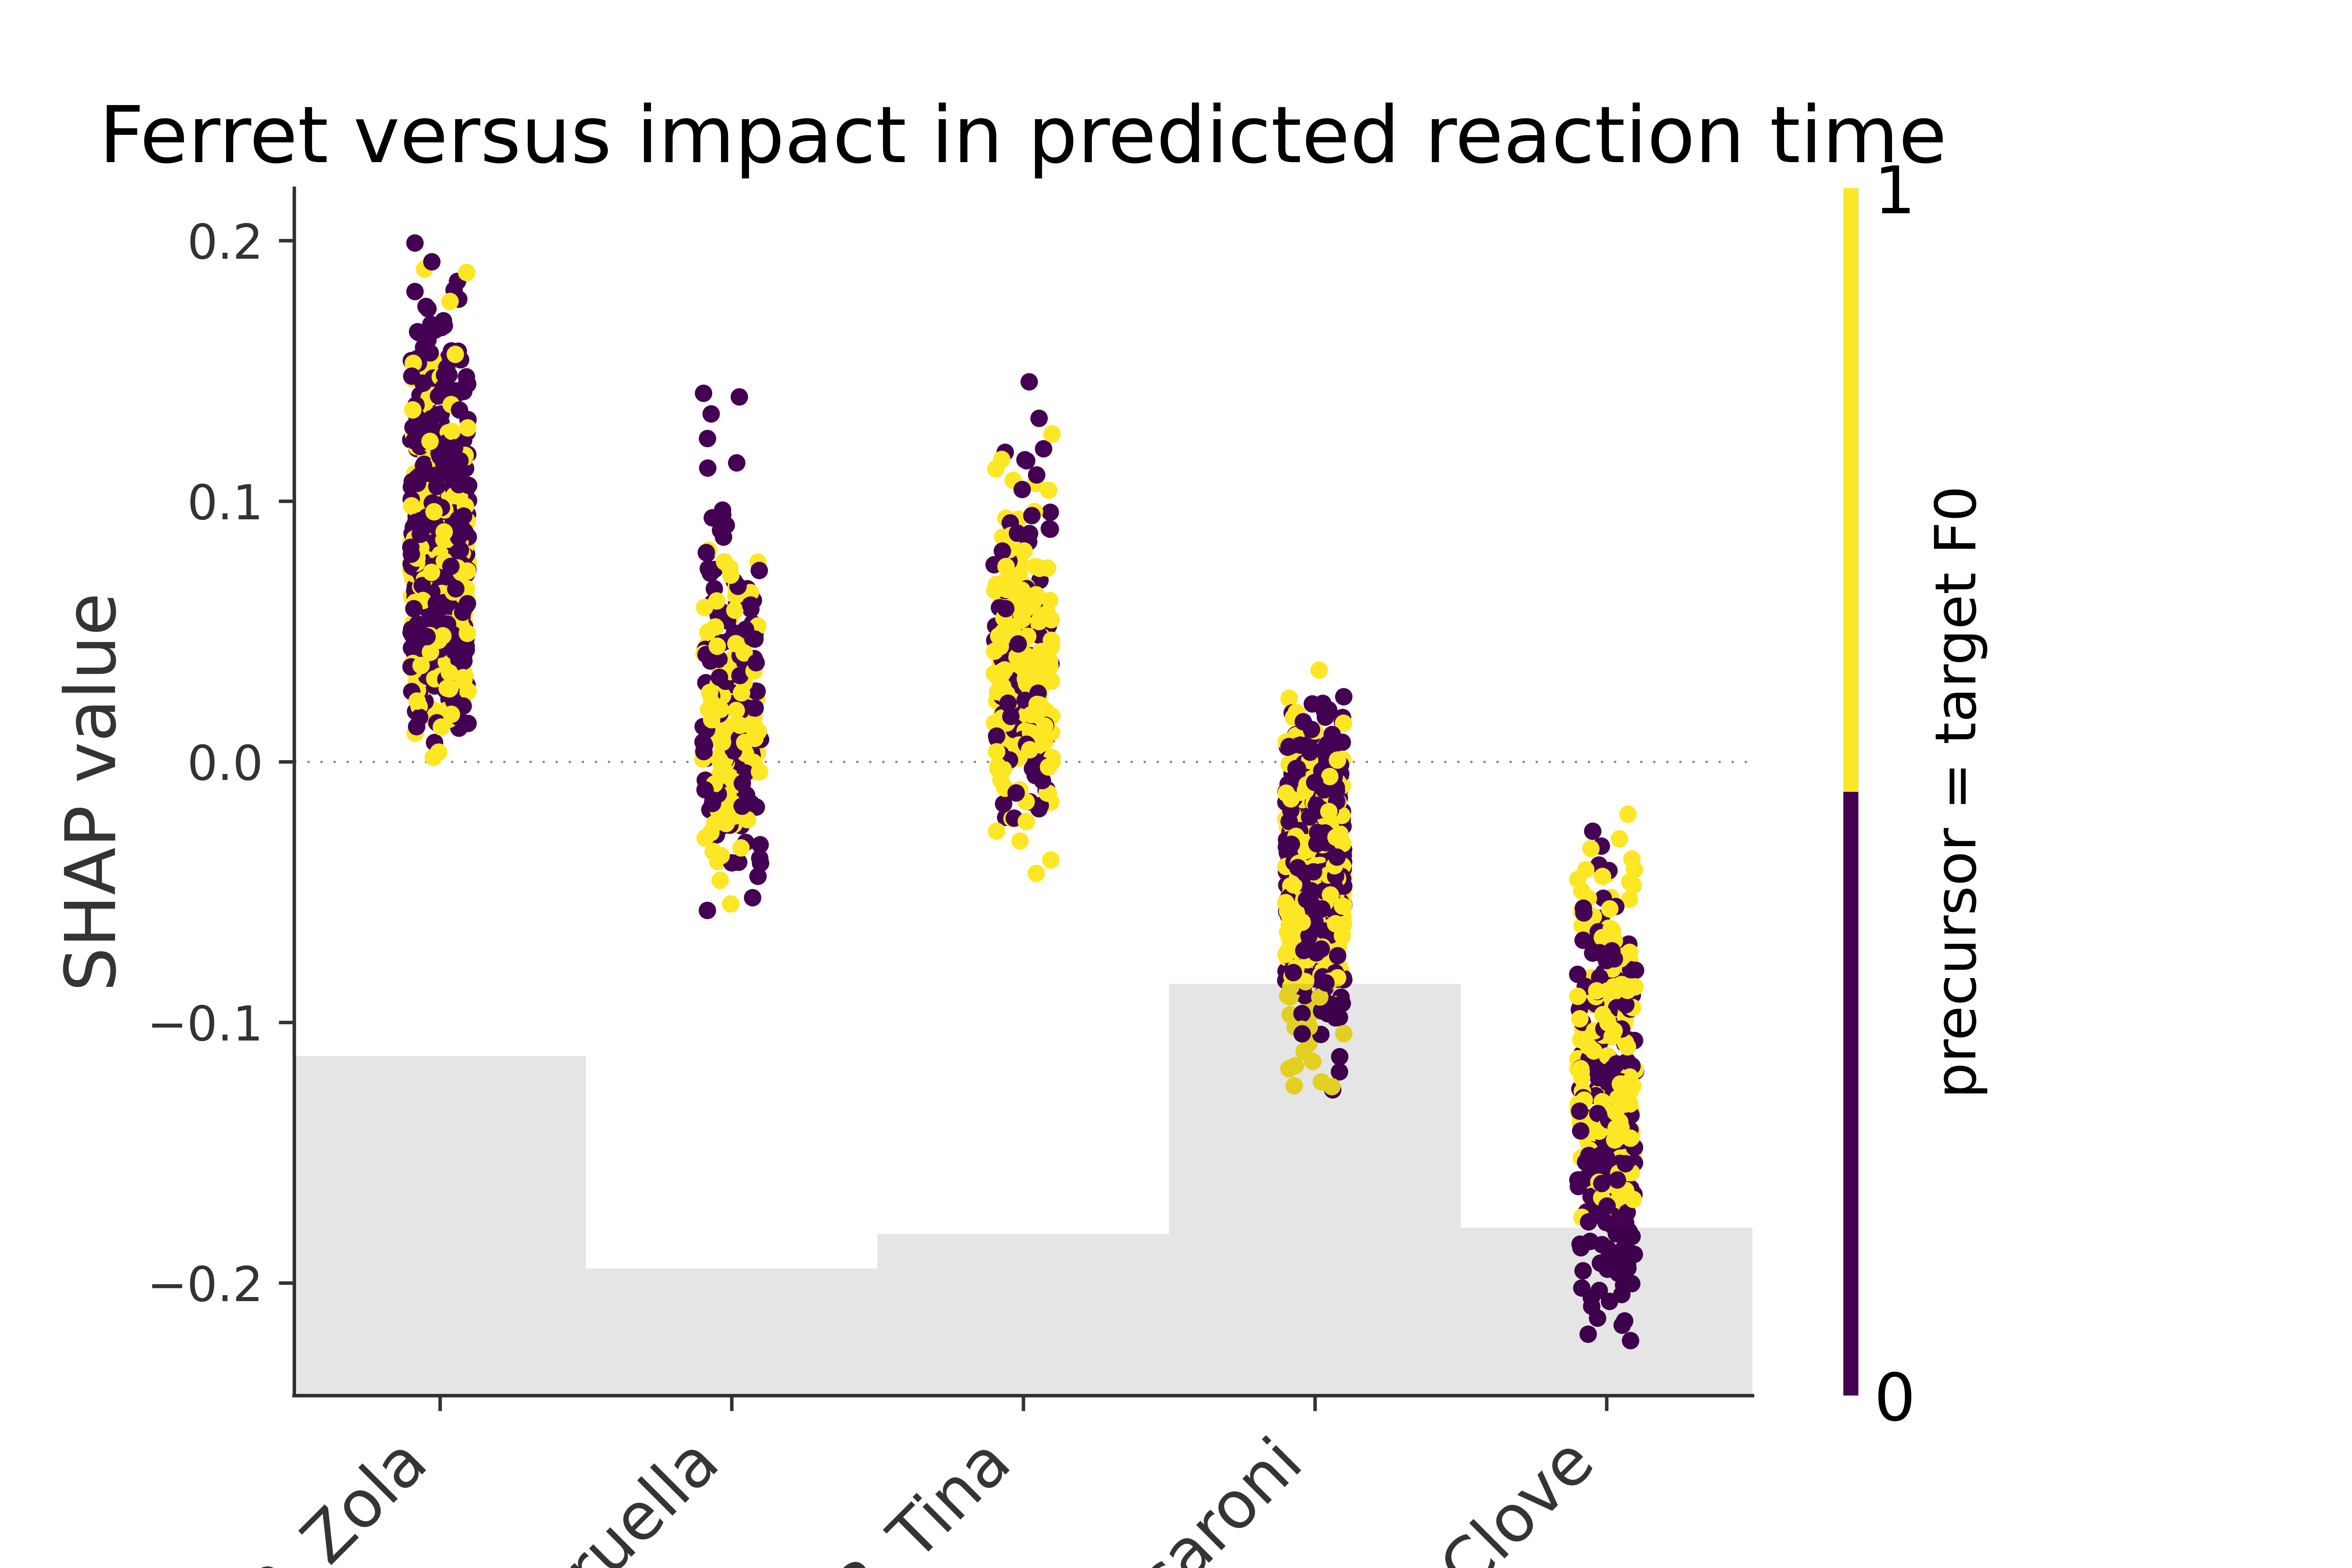 Ferret versus impact in predicted reaction time
1
0.2
0.1
0.0
−0.1
−0.2
SHAP value
precursor = target F0
0
Zola
ruella
Tina
saroni
Clove